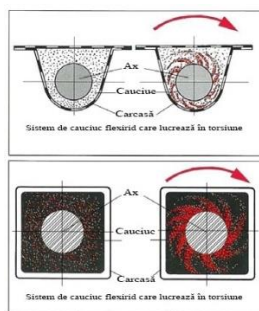 Ax
Cauciuc
Carcasă
Sistem de cauciuc flexirid care lucrează în torsiune
Ax
Cauciuc
Carcasă
Sistem de cauciuc flexirid care lucrează în torsiune